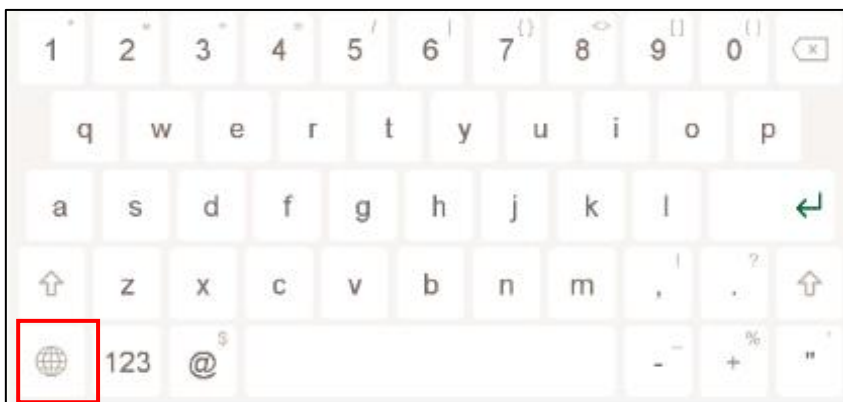 1 2 3 4 5 / 6 | 7 {} 8 <> 9 [] 0 ()
q w e r t y u i o p
a s d f g h j k l
z x c v b n m , ! . ?
123 @ $ - _ + % " '